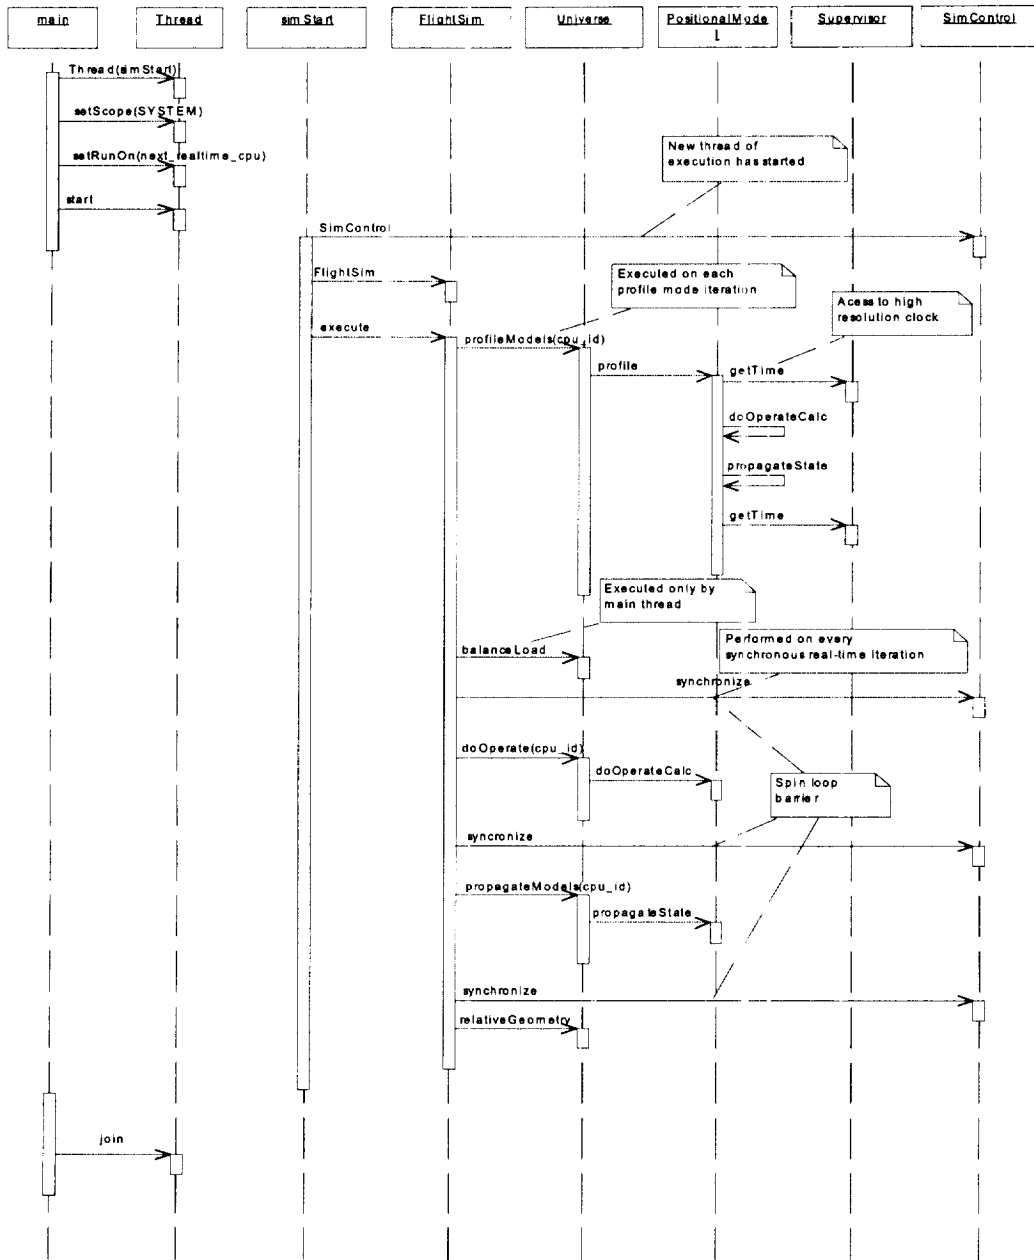 main
Thread
simStart
FlightSim
Universe
PositionalMode
l
Supervisor
SimControl
Thread(simStart)
setScope(SYSTEM)
New thread of
execution has started
setRunOn(next_realtime_cpu)
start
SimControl
FlightSim
Executed on each
profile mode iteration
Acess to high
resolution clock
execute
profileModels(cpu_id)
profile
getTime
doOperateCalc
propagateState
getTime
Executed only by
main thread
Performed on every
synchronous real-time iteration
balanceLoad
synchronize
doOperate(cpu_id)
doOperateCalc
Spin loop
barrier
syncronize
propagateModels(cpu_id)
propagateState
synchronize
relativeGeometry
join